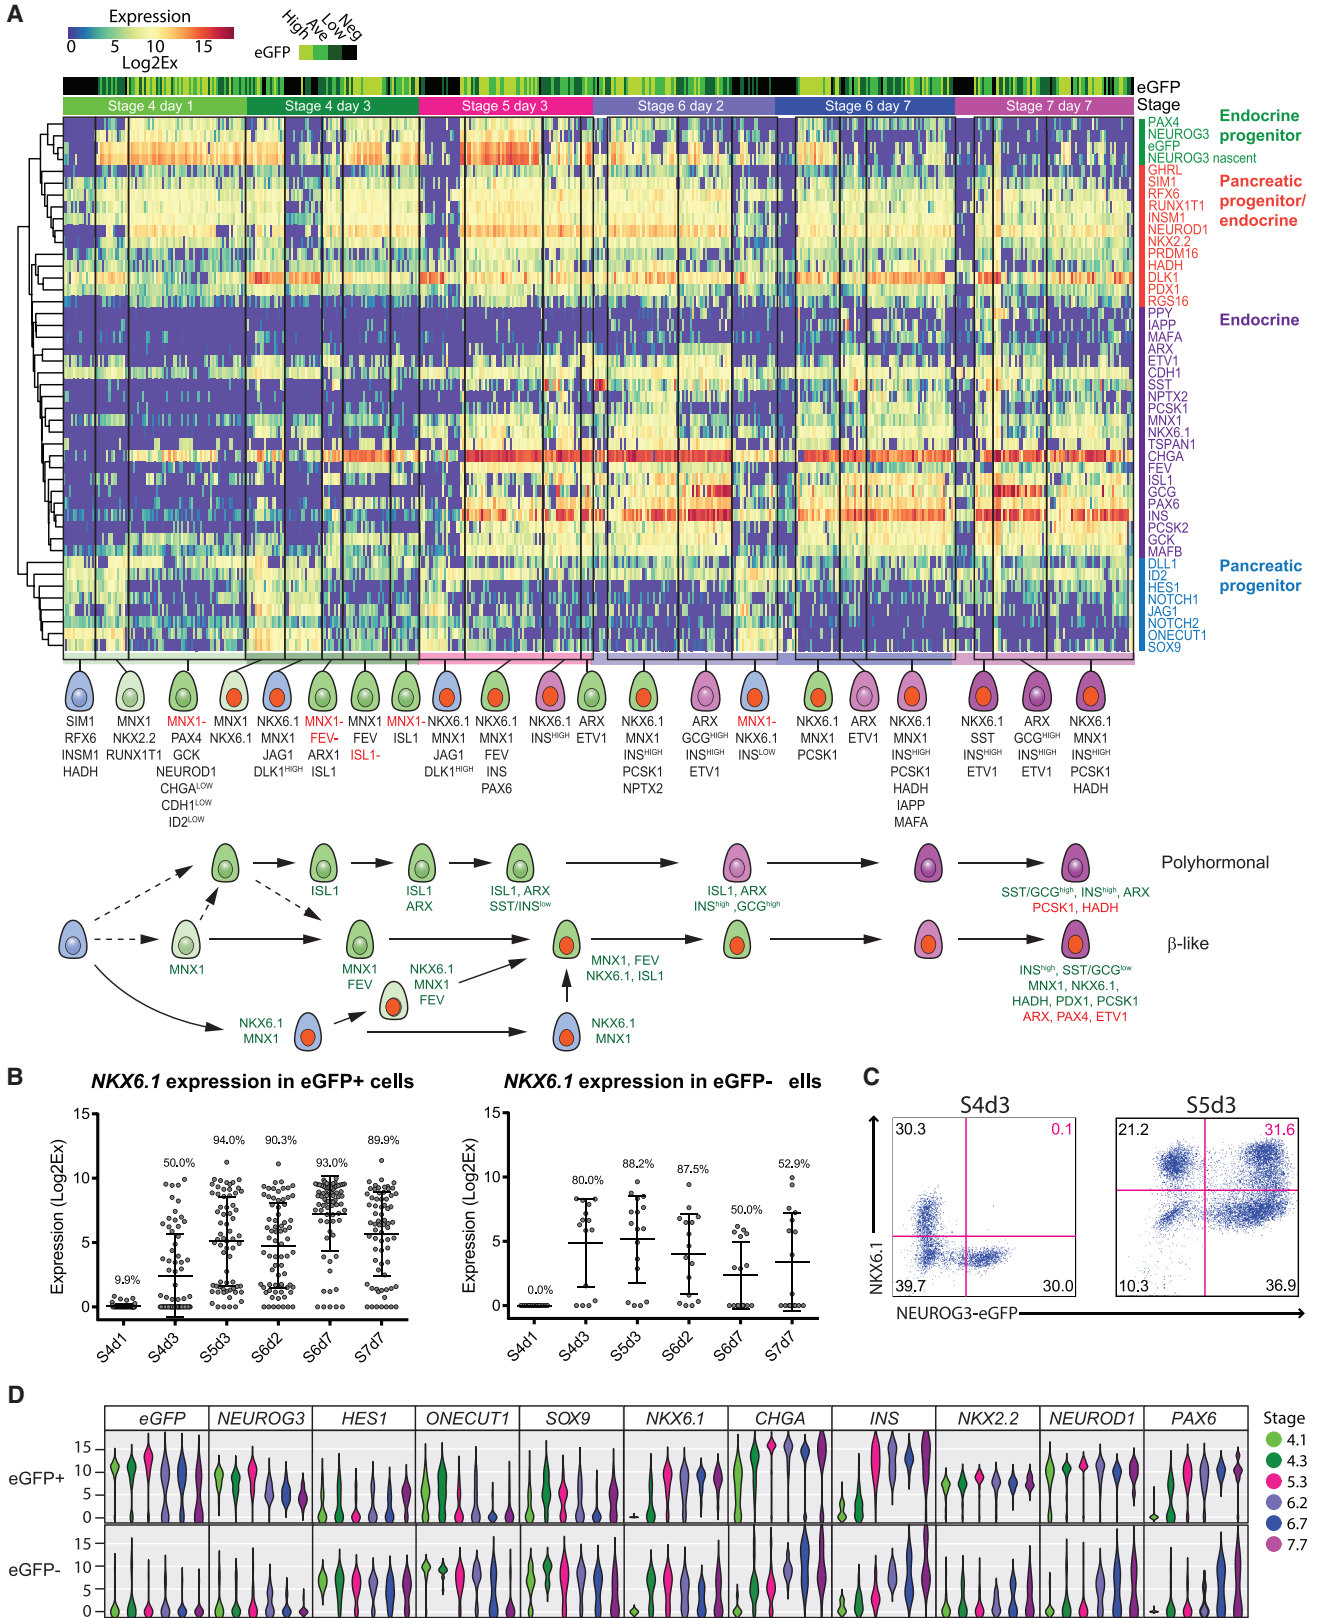 A
Expression
0 5 10 15
Log2Ex
High Ave Low Neg
eGFP
eGFP
Stage 4 day 1 Stage 4 day 3 Stage 5 day 3 Stage 6 day 2 Stage 6 day 7 Stage 7 day 7 Stage
PAX4
NEUROG3
eGFP
NEUROG3 nascent
Endocrine
progenitor
GHRL
SIM1
RFX6
RUNX1T1
INSM1
NEUROD1
NKX2.2
PRDM16
HADH
DLK1
PDX1
RGS16
Pancreatic
progenitor/
endocrine
PPY
IAPP
MAFA
ARX
ETV1
CDH1
SST
NPTX2
PCSK1
MNX1
NKX6.1
TSPAN1
CHGA
FEV
ISL1
GCG
PAX6
INS
PCSK2
GCK
MAFB
Endocrine
DLL1
ID2
HES1
NOTCH1
JAG1
NOTCH2
ONECUT1
SOX9
Pancreatic
progenitor
SIM1
RFX6
INSM1
HADH
MNX1
NKX2.2
RUNX1T1
MNX1-
PAX4
GCK
NEUROD1
CHGA LOW
CDH1 LOW
ID2 LOW
MNX1
NKX6.1
NKX6.1
MNX1
JAG1
DLK1 HIGH
MNX1-
FEV-
ARX1
ISL1
MNX1
FEV
ISL1-
MNX1-
ISL1
NKX6.1
MNX1
JAG1
DLK1 HIGH
NKX6.1
MNX1
FEV
INS
PAX6
NKX6.1
INS HIGH
ARX
ETV1
NKX6.1
MNX1
INS HIGH
PCSK1
NPTX2
ARX
GCG HIGH
INS HIGH
ETV1
MNX1-
NKX6.1
INS LOW
NKX6.1
MNX1
PCSK1
ARX
ETV1
NKX6.1
MNX1
INS HIGH
PCSK1
HADH
IAPP
MAFA
NKX6.1
SST
INS HIGH
ETV1
ARX
GCG HIGH
INS HIGH
ETV1
NKX6.1
MNX1
INS HIGH
PCSK1
HADH
Polyhormonal
ISL1
ISL1
ARX
ISL1, ARX
SST/INS low
ISL1, ARX
INS high ,GCG high
SST/GCG high, INS high, ARX
PCSK1, HADH
β-like
MNX1
MNX1
FEV
NKX6.1
MNX1
FEV
MNX1, FEV
NKX6.1, ISL1
INS high, SST/GCG low
MNX1, NKX6.1,
HADH, PDX1, PCSK1
ARX, PAX4, ETV1
NKX6.1
MNX1
NKX6.1
MNX1
B
NKX6.1 expression in eGFP+ cells
Expression (Log2Ex)
15
10
5
0
9.9% 50.0% 94.0% 90.3% 93.0% 89.9%
S4d1 S4d3 S5d3 S6d2 S6d7 S7d7
NKX6.1 expression in eGFP- ells
Expression (Log2Ex)
15
10
5
0
0.0% 80.0% 88.2% 87.5% 50.0% 52.9%
S4d1 S4d3 S5d3 S6d2 S6d7 S7d7
C
S4d3 S5d3
30.3 0.1
39.7 30.0
21.2 31.6
10.3 36.9
NKX6.1
NEUROG3-eGFP
D
eGFP NEUROG3 HES1 ONECUT1 SOX9 NKX6.1 CHGA INS NKX2.2 NEUROD1 PAX6
eGFP+
15
10
5
0
eGFP-
15
10
5
0
Stage
4.1
4.3
5.3
6.2
6.7
7.7